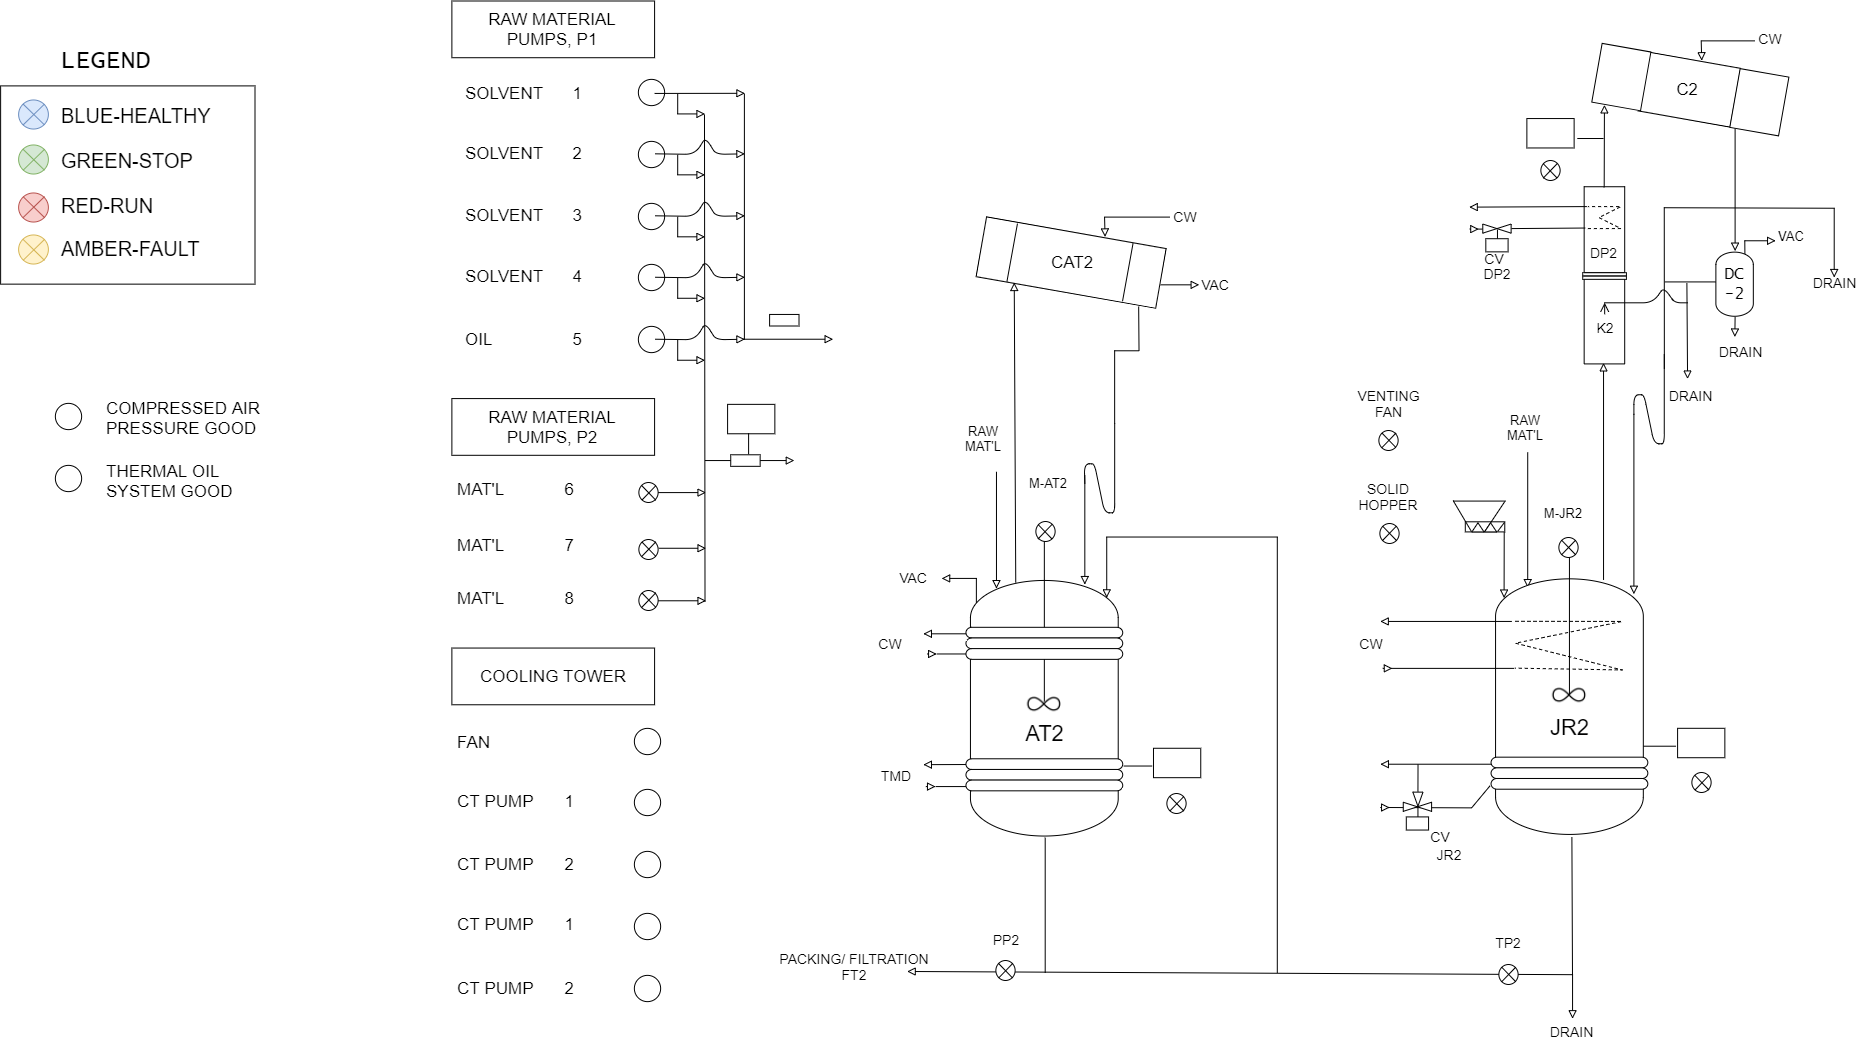 LEGEND
BLUE-HEALTHY
GREEN-STOP
RED-RUN
AMBER-FAULT
COMPRESSED AIR
PRESSURE GOOD
THERMAL OIL
SYSTEM GOOD
RAW MATERIAL
PUMPS, P1
SOLVENT 1
SOLVENT 2
SOLVENT 3
SOLVENT 4
OIL 5
RAW MATERIAL
PUMPS, P2
MAT'L 6
MAT'L 7
MAT'L 8
COOLING TOWER
FAN
CT PUMP 1
CT PUMP 2
CT PUMP 1
CT PUMP 2
CW
CAT2
VAC
RAW
MAT'L
M-AT2
VAC
CW
AT2
TMD
PP2
PACKING/ FILTRATION
FT2
CW
C2
DP2
CV
DP2
VAC
DC
-2
DRAIN
K2
DRAIN
DRAIN
VENTING
FAN
RAW
MAT'L
SOLID
HOPPER
M-JR2
CW
JR2
CV
JR2
TP2
DRAIN